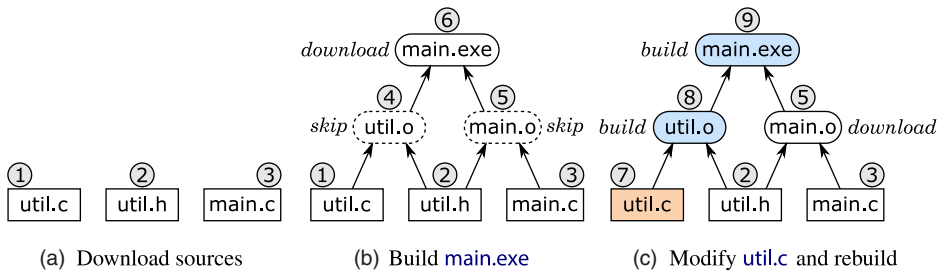 6
9
download main.exe
build main.exe
4
5
8
5
skip util.o
main.o skip
build util.o
main.o download
1
2
3
1
2
3
7
2
3
util.c
util.h
main.c
util.c
util.h
main.c
util.c
util.h
main.c
(a) Download sources
(b) Build main.exe
(c) Modify util.c and rebuild